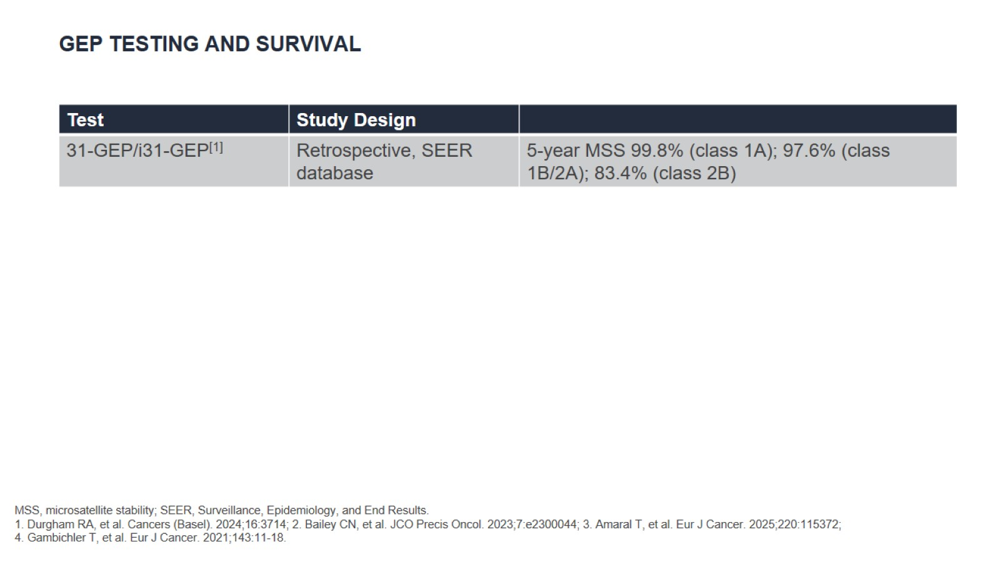 GEP TESTING AND SURVIVAL
Test
Study Design
31-GEP/i31-GEP[1]
Retrospective, SEER
database
5-year MSS 99.8% (class 1A); 97.6% (class
1B/2A); 83.4% (class 2B)
MSS, microsatellite stability; SEER, Surveillance, Epidemiology, and End Results.
1. Durgham RA, et al. Cancers (Basel). 2024;16:3714; 2. Bailey CN, et al. JCO Precis Oncol. 2023;7:e2300044; 3. Amaral T, et al. Eur J Cancer. 2025;220:115372;
4. Gambichler T, et al. Eur J Cancer. 2021;143:11-18.